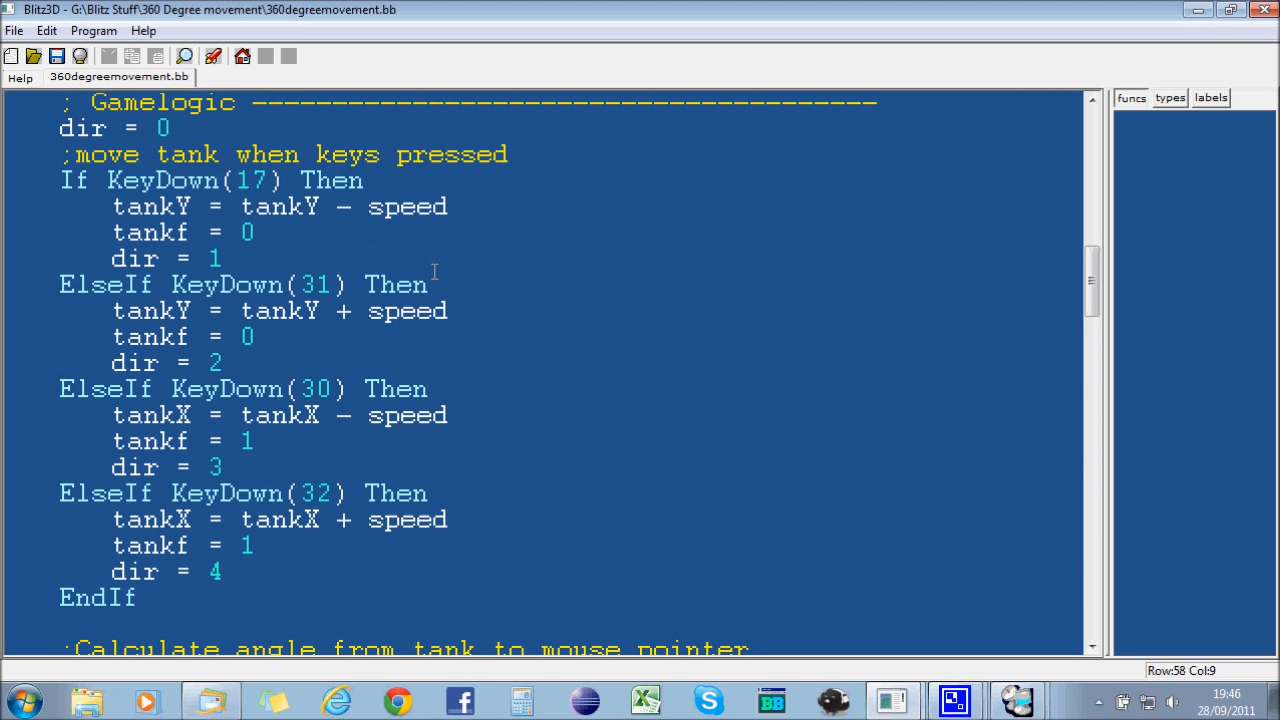 Blitz3D - G:\Blitz Stuff\360 Degree movement\360degreemovement.bb
File Edit Program Help
Help 360degreemovement.bb
funcs types labels
; Gamelogic ---------------------------------------
dir = 0
;move tank when keys pressed
If KeyDown(17) Then
tankY = tankY - speed
tankf = 0
dir = 1
ElseIf KeyDown(31) Then
tankY = tankY + speed
tankf = 0
dir = 2
ElseIf KeyDown(30) Then
tankX = tankX - speed
tankf = 1
dir = 3
ElseIf KeyDown(32) Then
tankX = tankX + speed
tankf = 1
dir = 4
EndIf
;Calculate angle from tank to mouse pointer
Row:58 Col:9
BB
19:46
28/09/2011